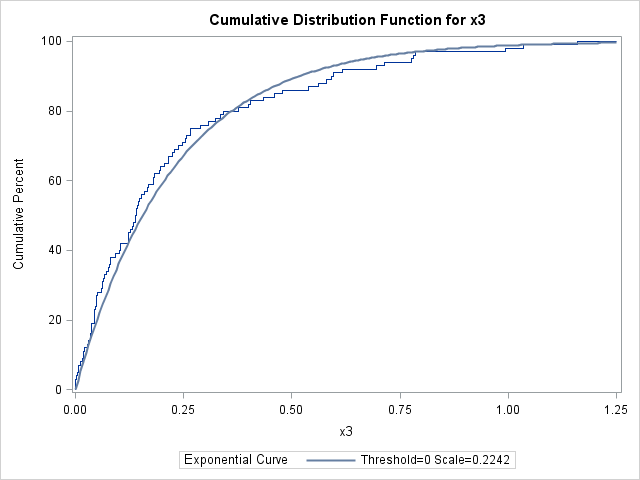 Cumulative Distribution Function for x3
100
80
60
40
20
0
Cumulative Percent
0.00 0.25 0.50 0.75 1.00 1.25
x3
Exponential Curve Threshold=0 Scale=0.2242